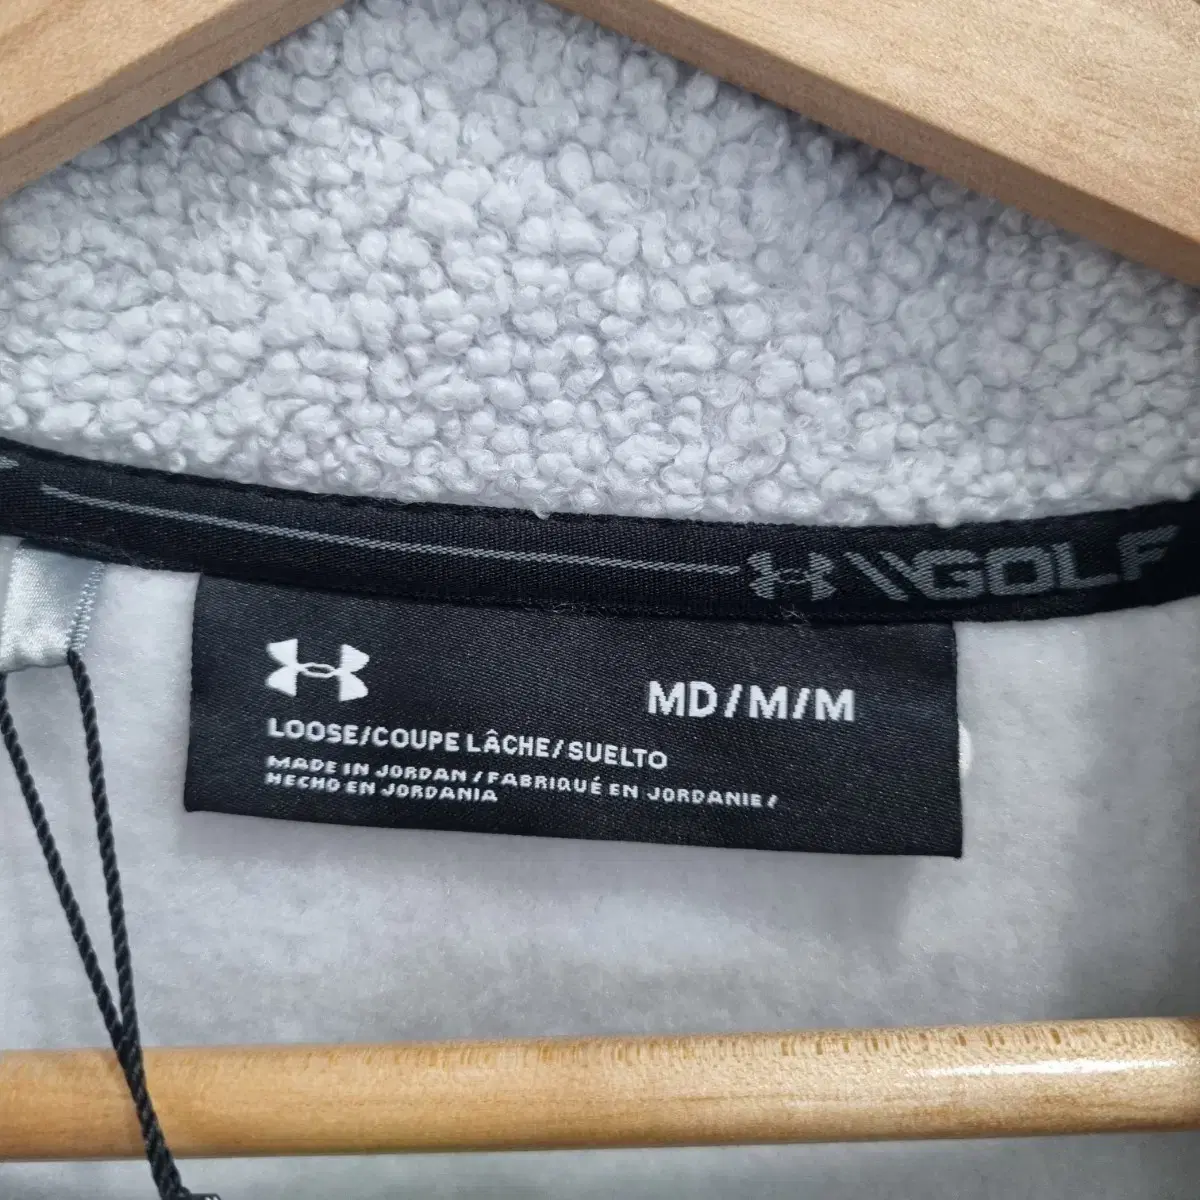 GOLF
MD/M/M
LOOSE/COUPE LÂCHE/SUELTO
MADE IN JORDAN / FABRIQUÉ EN JORDANIE /
HECHO EN JORDANIA